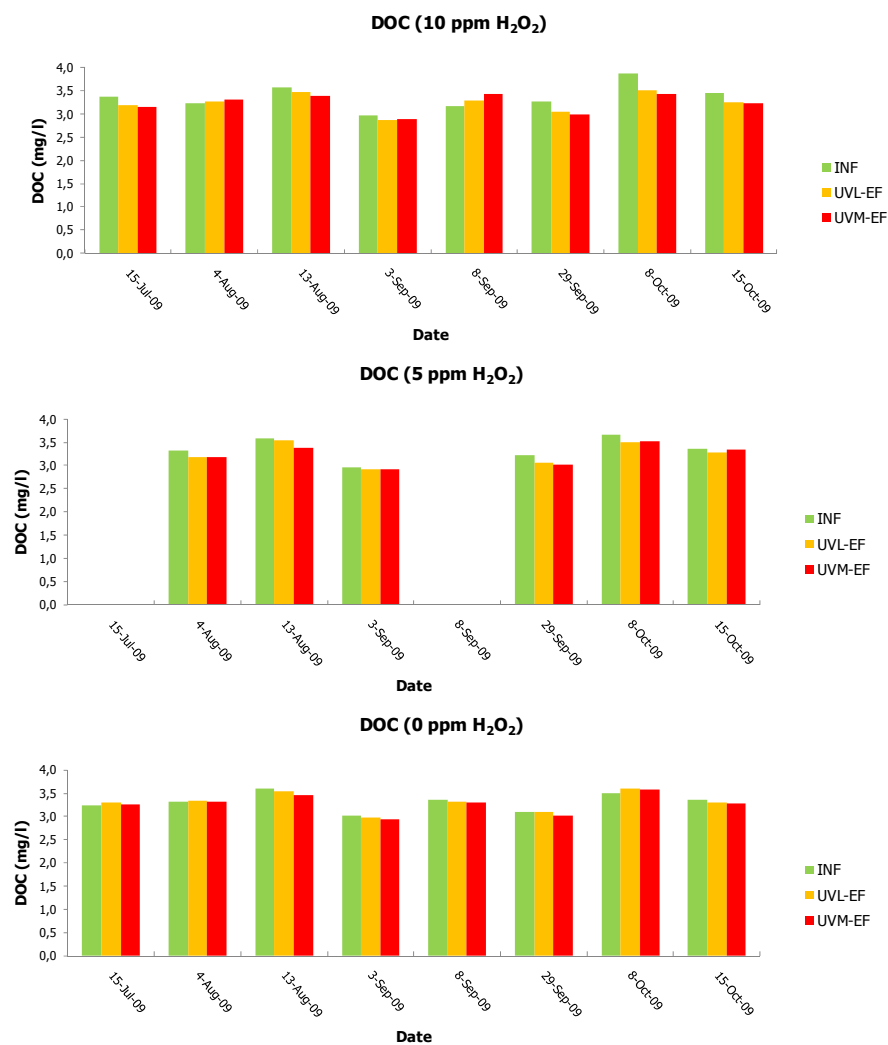 DOC (10 ppm H₂O₂)
4,0
3,5
3,0
2,5
2,0
1,5
1,0
0,5
0,0
DOC (mg/l)
15-Jul-09
4-Aug-09
13-Aug-09
3-Sep-09
8-Sep-09
29-Sep-09
8-Oct-09
15-Oct-09
Date
INF
UVL-EF
UVM-EF
DOC (5 ppm H₂O₂)
4,0
3,5
3,0
2,5
2,0
1,5
1,0
0,5
0,0
DOC (mg/l)
15-Jul-09
4-Aug-09
13-Aug-09
3-Sep-09
8-Sep-09
29-Sep-09
8-Oct-09
15-Oct-09
Date
INF
UVL-EF
UVM-EF
DOC (0 ppm H₂O₂)
4,0
3,5
3,0
2,5
2,0
1,5
1,0
0,5
0,0
DOC (mg/l)
15-Jul-09
4-Aug-09
13-Aug-09
3-Sep-09
8-Sep-09
29-Sep-09
8-Oct-09
15-Oct-09
Date
INF
UVL-EF
UVM-EF